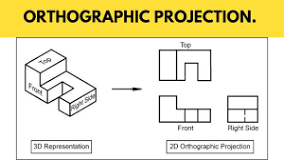 ORTHOGRAPHIC PROJECTION.
Top
Front
Right Side
Top
Front
Right Side
3D Representation
2D Orthographic Projection